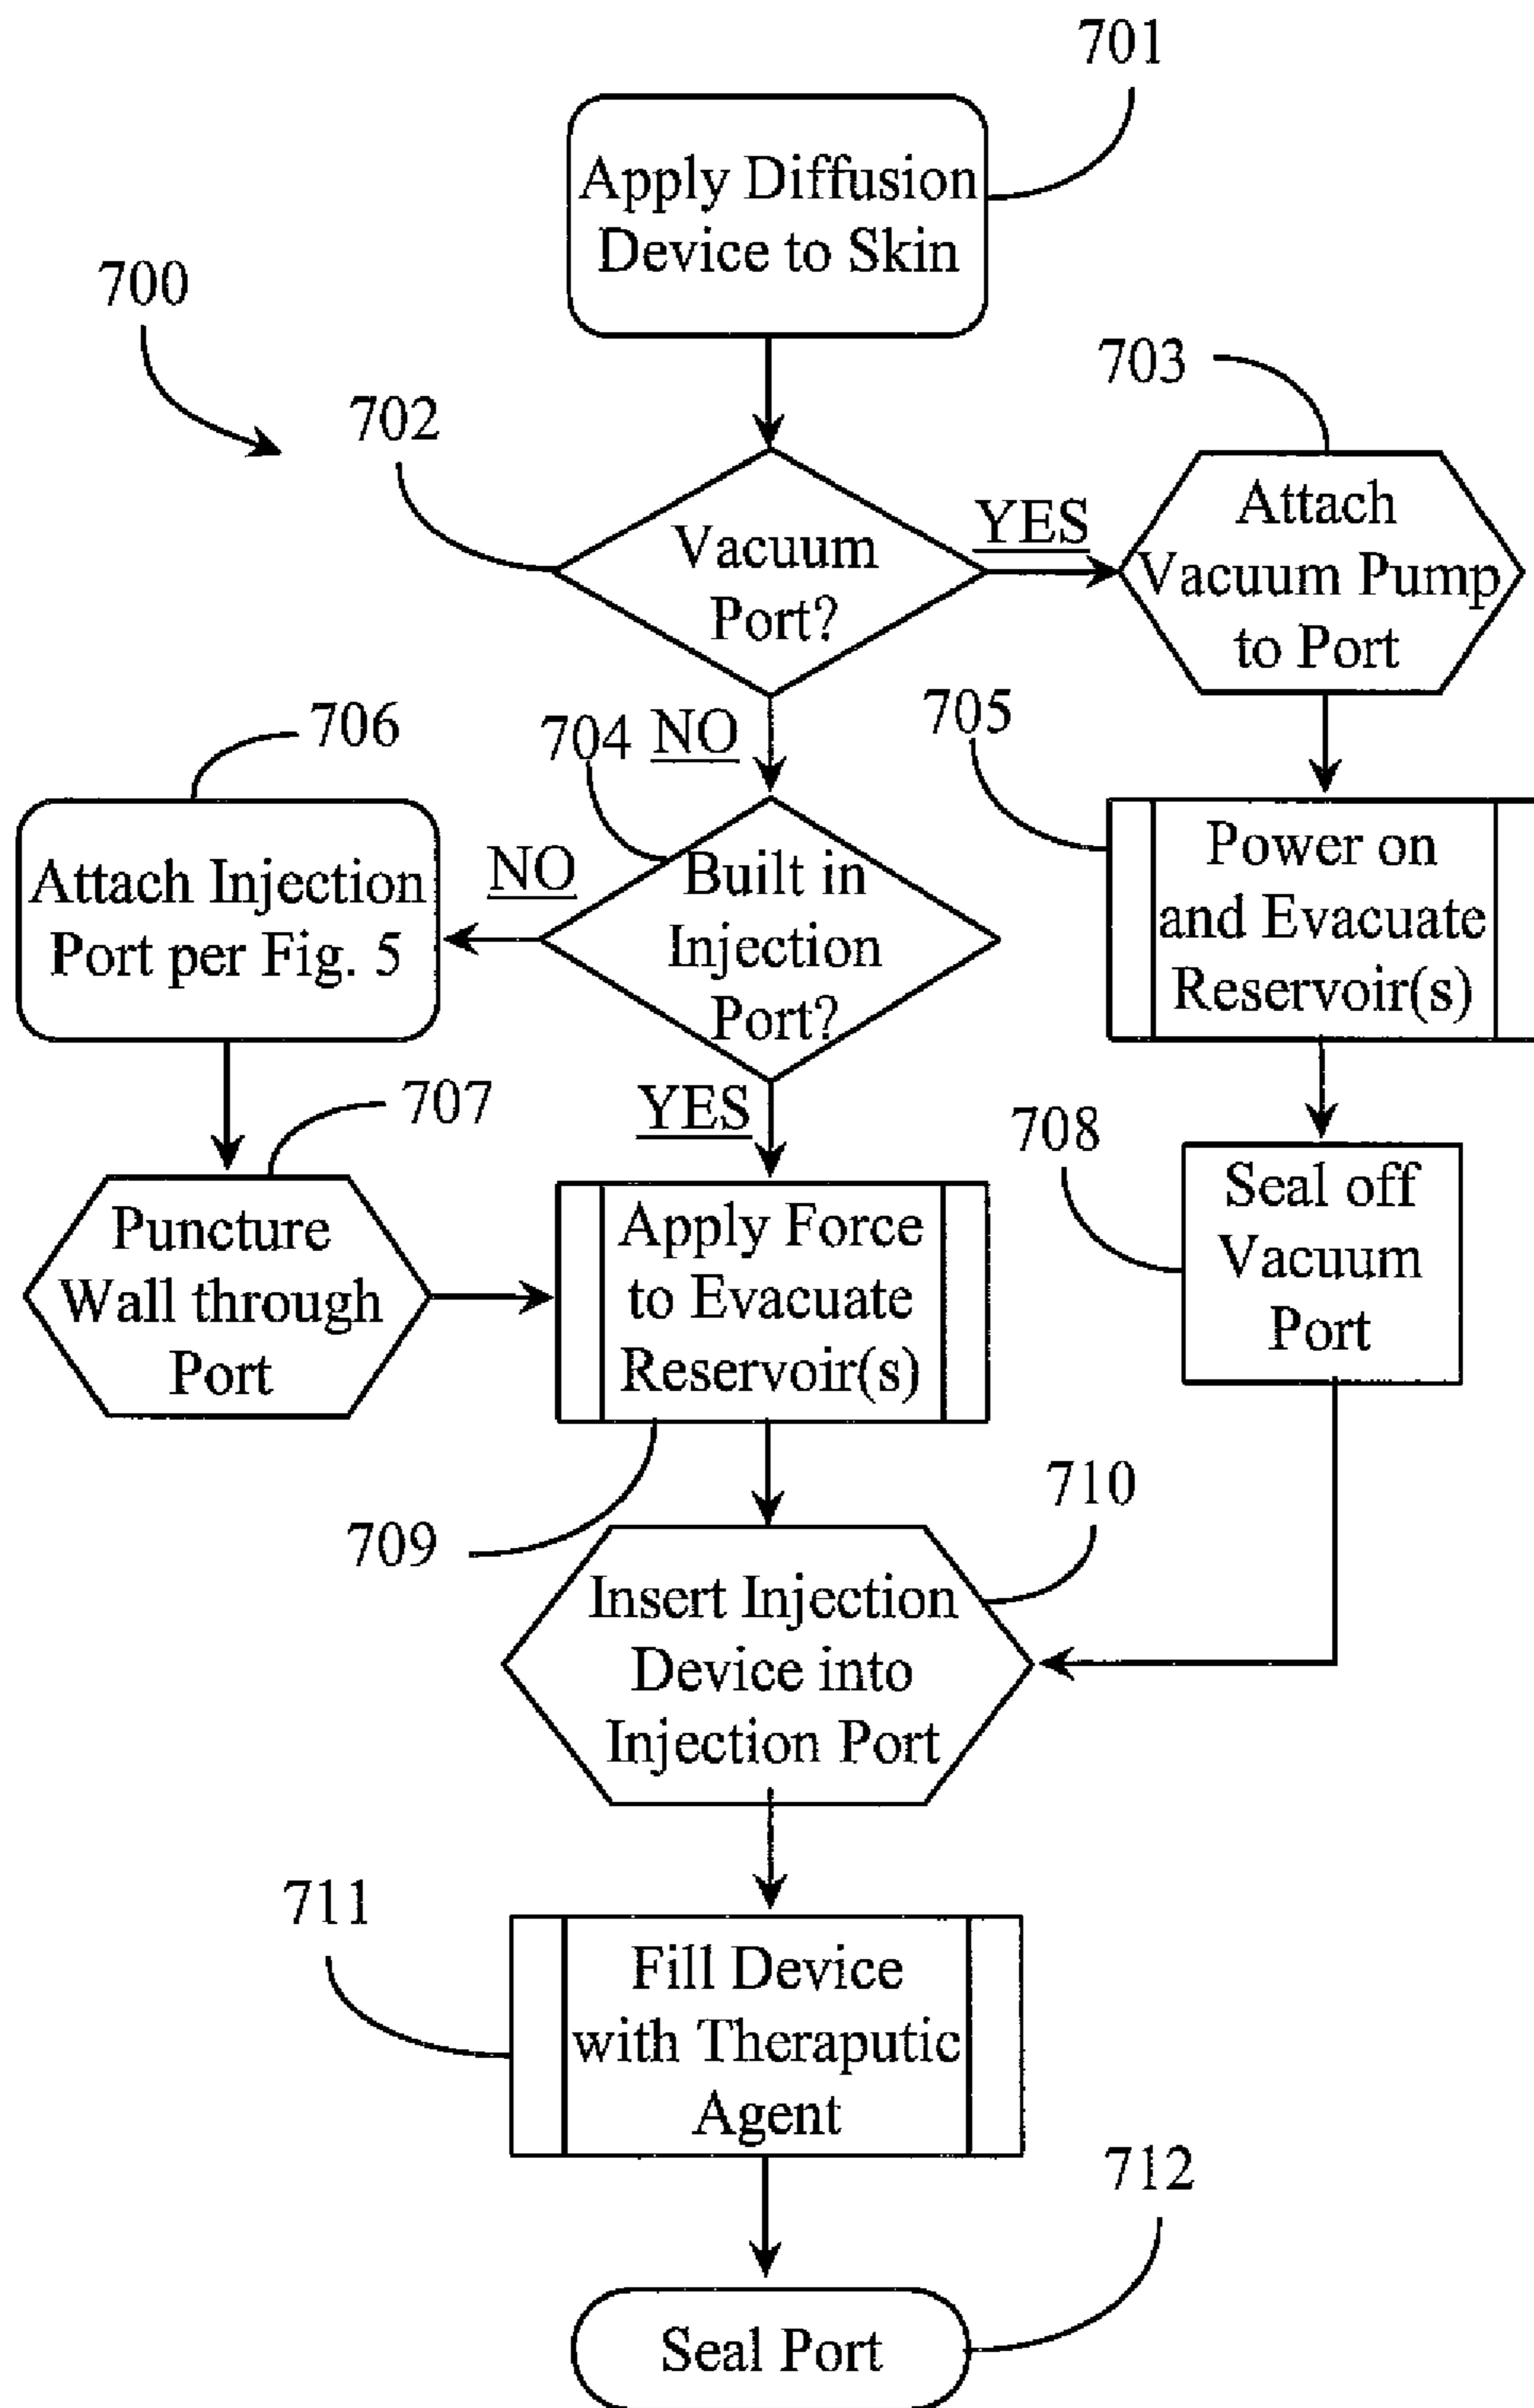 701
Apply Diffusion
Device to Skin
700
702
703
Vacuum
Port?
YES
Attach
Vacuum Pump
to Port
706
704
NO
705
Attach Injection
Port per Fig. 5
NO
Built in
Injection
Port?
Power on
and Evacuate
Reservoir(s)
707
YES
708
Puncture
Wall through
Port
Apply Force
to Evacuate
Reservoir(s)
Seal off
Vacuum
Port
709
710
Insert Injection
Device into
Injection Port
711
Fill Device
with Theraputic
Agent
712
Seal Port